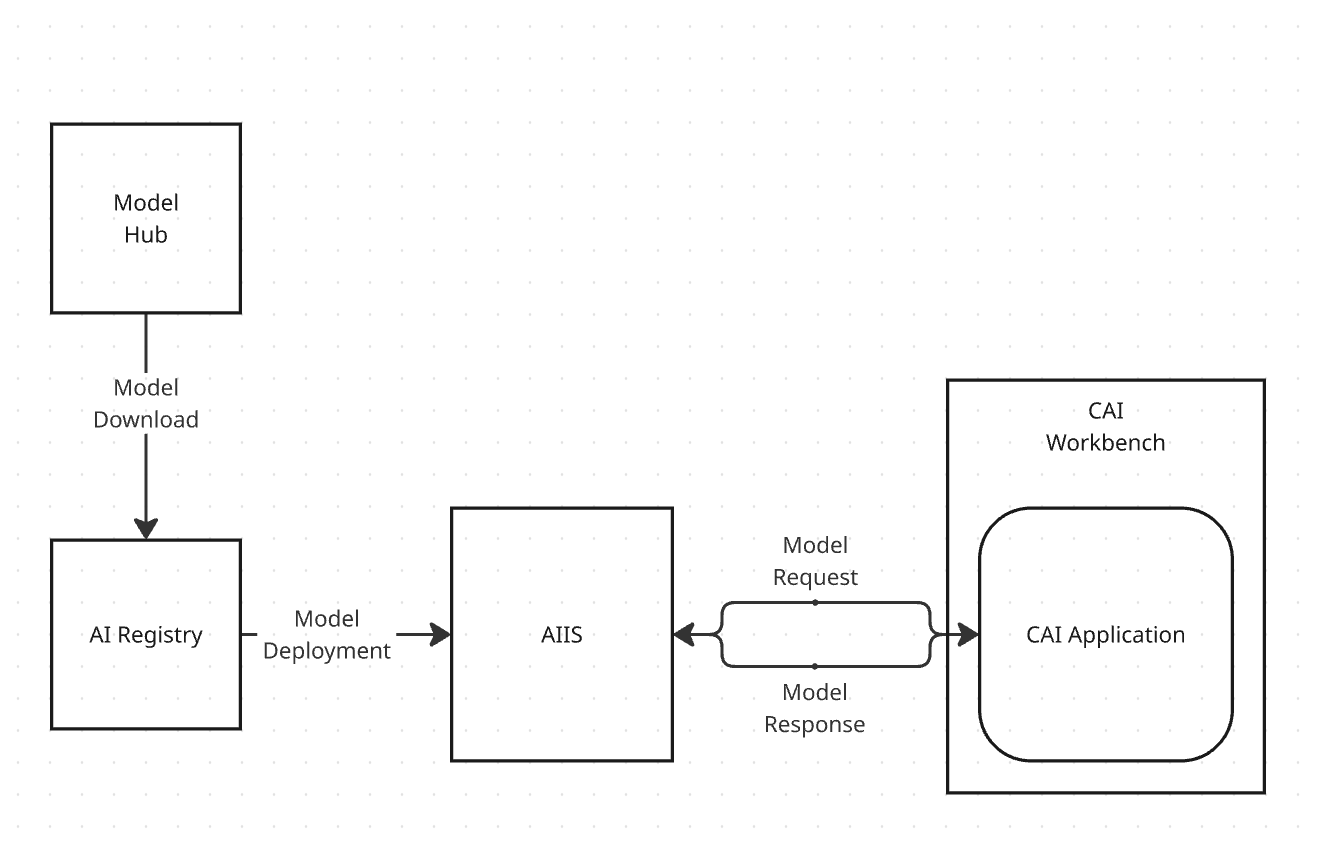 Model
Hub
Model
Download
AI Registry
Model
Deployment
AIIS
Model
Request
Model
Response
CAI
Workbench
CAI Application